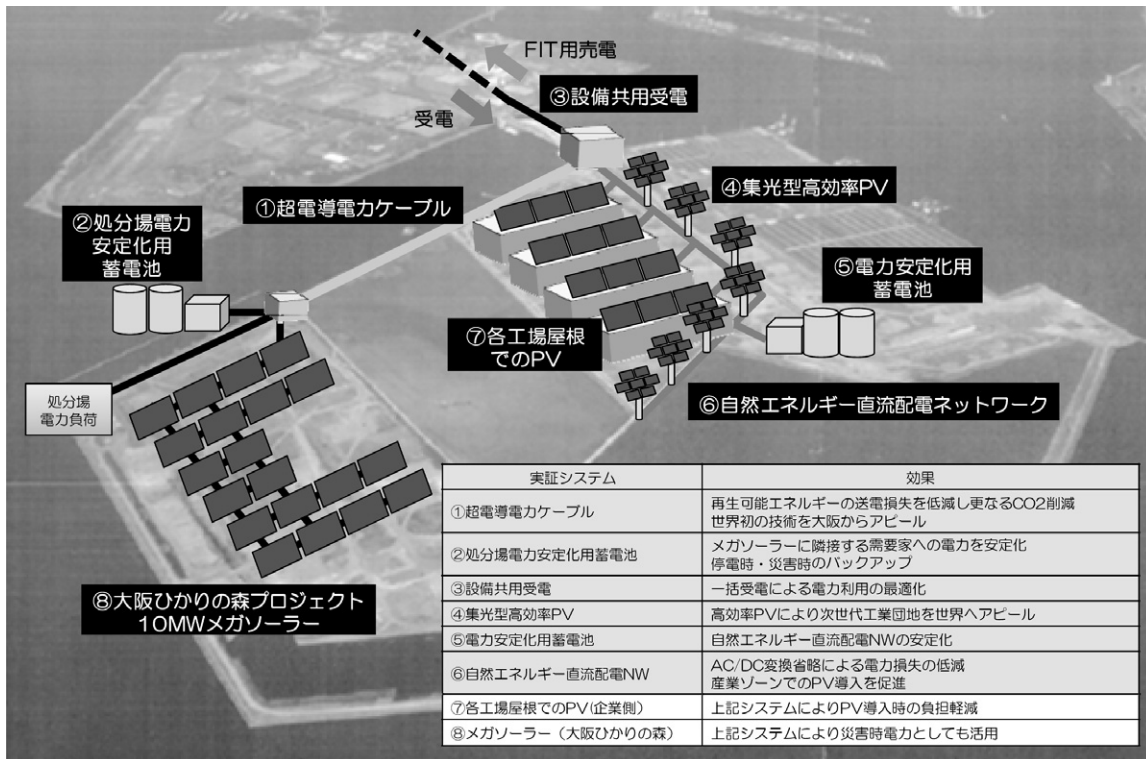 FIT用売電
③設備共用受電
受電
④集光型高効率PV
①超電導電力ケーブル
②処分場電力
安定化用
蓄電池
⑤電力安定化用
蓄電池
⑦各工場屋根
でのPV
処分場
電力負荷
⑥自然エネルギー直流配電ネットワーク
⑧大阪ひかりの森プロジェクト
10MWメガソーラー
実証システム 効果
①超電導電力ケーブル 再生可能エネルギーの送電損失を低減し更なるCO2削減
世界初の技術を大阪からアピール
②処分場電力安定化用蓄電池 メガソーラーに隣接する需要家への電力を安定化
停電時・災害時のバックアップ
③設備共用受電 一括受電による電力利用の最適化
④集光型高効率PV 高効率PVにより次世代工業団地を世界へアピール
⑤電力安定化用蓄電池 自然エネルギー直流配電NWの安定化
⑥自然エネルギー直流配電NW AC/DC変換省略による電力損失の低減
産業ゾーンでのPV導入を促進
⑦各工場屋根でのPV(企業側) 上記システムによりPV導入時の負担軽減
⑧メガソーラー（大阪ひかりの森） 上記システムにより災害時電力としても活用